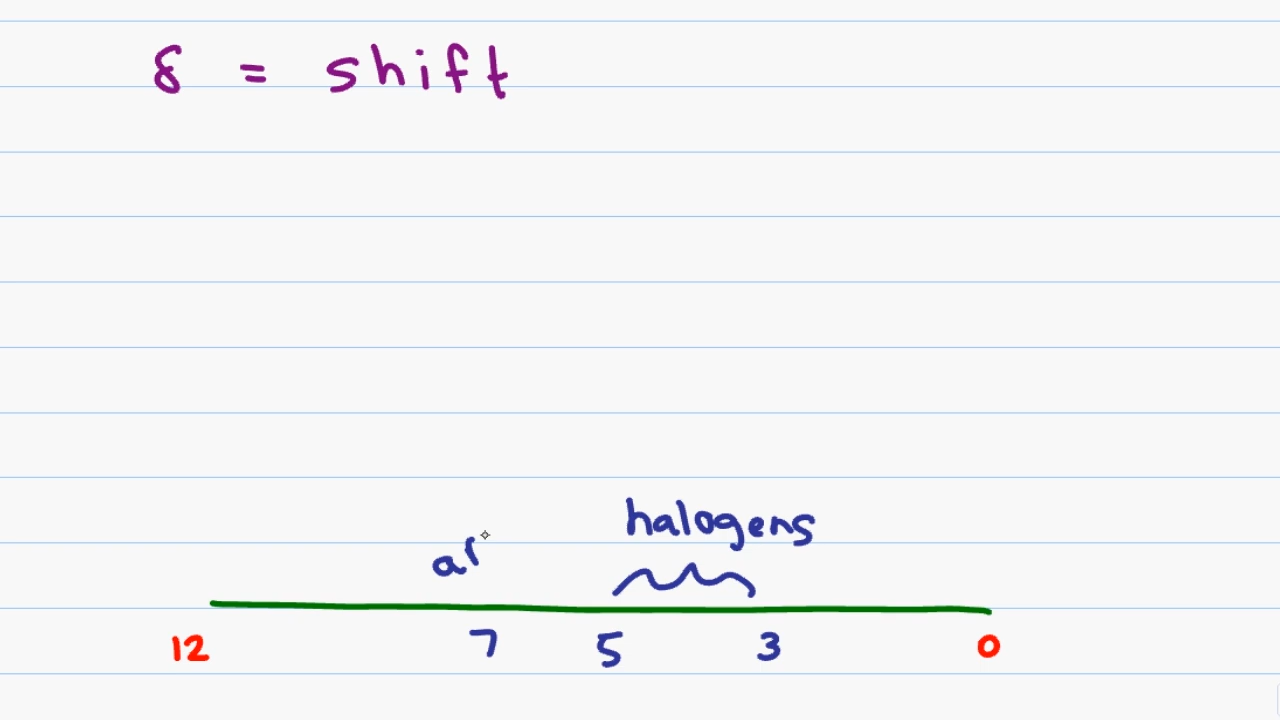 δ = shift
halogens
ar
12 7 5 3 0